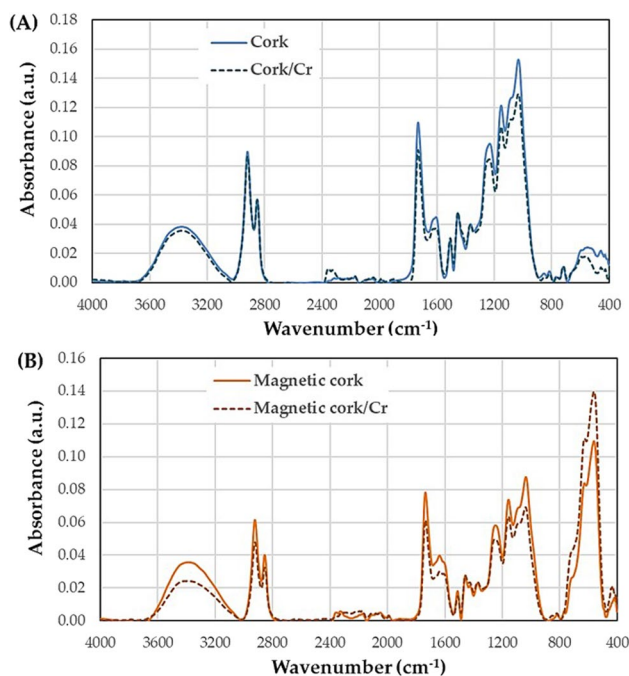 (A)
0.18
0.16
0.14
0.12
0.10
0.08
0.06
0.04
0.02
0.00
Absorbance (a.u.)
Cork
Cork/Cr
4000 3600 3200 2800 2400 2000 1600 1200 800 400
Wavenumber (cm-1)
(B)
0.16
0.14
0.12
0.10
0.08
0.06
0.04
0.02
0.00
Absorbance (a.u.)
Magnetic cork
Magnetic cork/Cr
4000 3600 3200 2800 2400 2000 1600 1200 800 400
Wavenumber (cm-1)